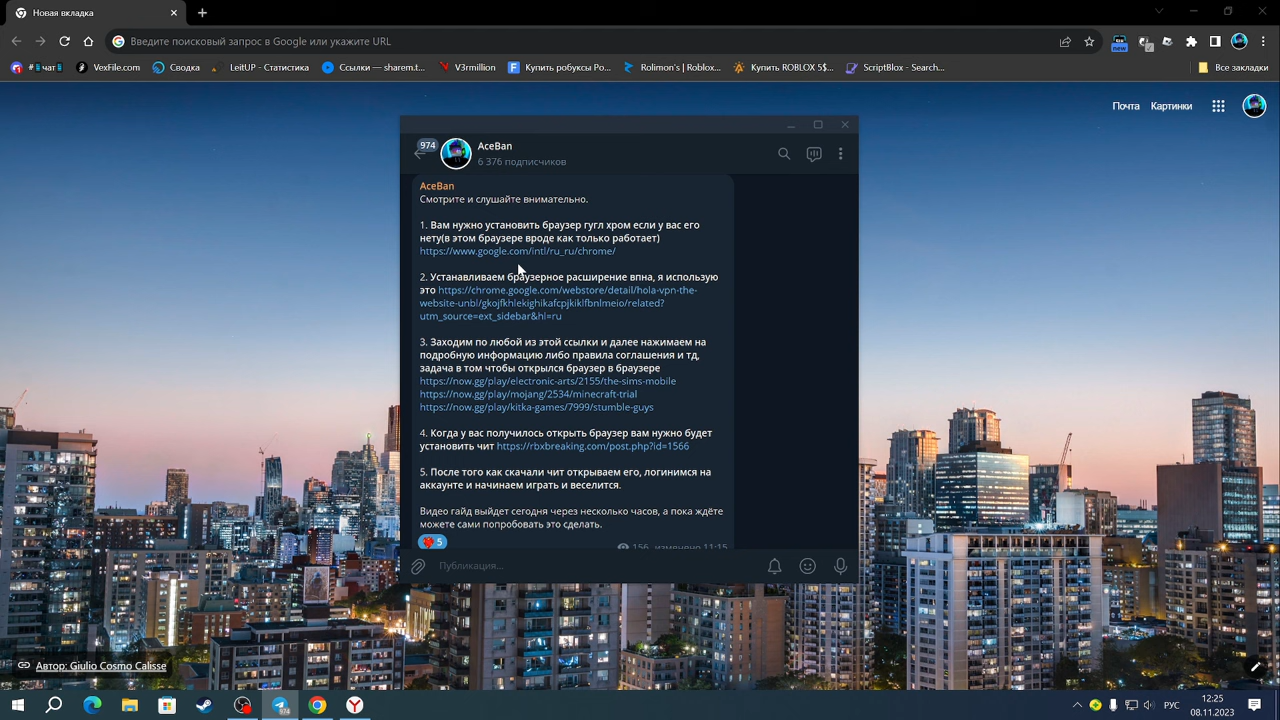 Новая вкладка
Введите поисковый запрос в Google или укажите URL
new
VexFile.com
Сводка
LeitUP - Статистика
Ссылки — sharem.t...
V3rmillion
Купить робуксы Ро...
Rolimon's | Roblox...
Купить ROBLOX 5$...
ScriptBlox - Search...
Все закладки
Почта
Картинки
974
AceBan
6 376 подписчиков
AceBan
Смотрите и слушайте внимательно.
1. Вам нужно установить браузер гугл хром если у вас его
нету(в этом браузере вроде как только работает)
https://www.google.com/intl/ru_ru/chrome/
2. Устанавливаем браузерное расширение впна, я использую
это https://chrome.google.com/webstore/detail/hola-vpn-the-
website-unbl/gkojfkhlekighikafcpjkiklfbnlmeio/related?
utm_source=ext_sidebar&hl=ru
3. Заходим по любой из этой ссылки и далее нажимаем на
подробную информацию либо правила соглашения и тд,
задача в том чтобы открылся браузер в браузере
https://now.gg/play/electronic-arts/2155/the-sims-mobile
https://now.gg/play/mojang/2534/minecraft-trial
https://now.gg/play/kitka-games/7999/stumble-guys
4. Когда у вас получилось открыть браузер вам нужно будет
установить чит https://rbxbreaking.com/post.php?id=1566
5. После того как скачали чит открываем его, логинимся на
аккаунте и начинаем играть и веселится.
Видео гайд выйдет сегодня через несколько часов, а пока ждёте
можете сами попробовать это сделать.
5
156 изменено 11:15
Публикация...
Автор: Giulio Cosmo Calisse
974
РУС
12:25
08.11.2023